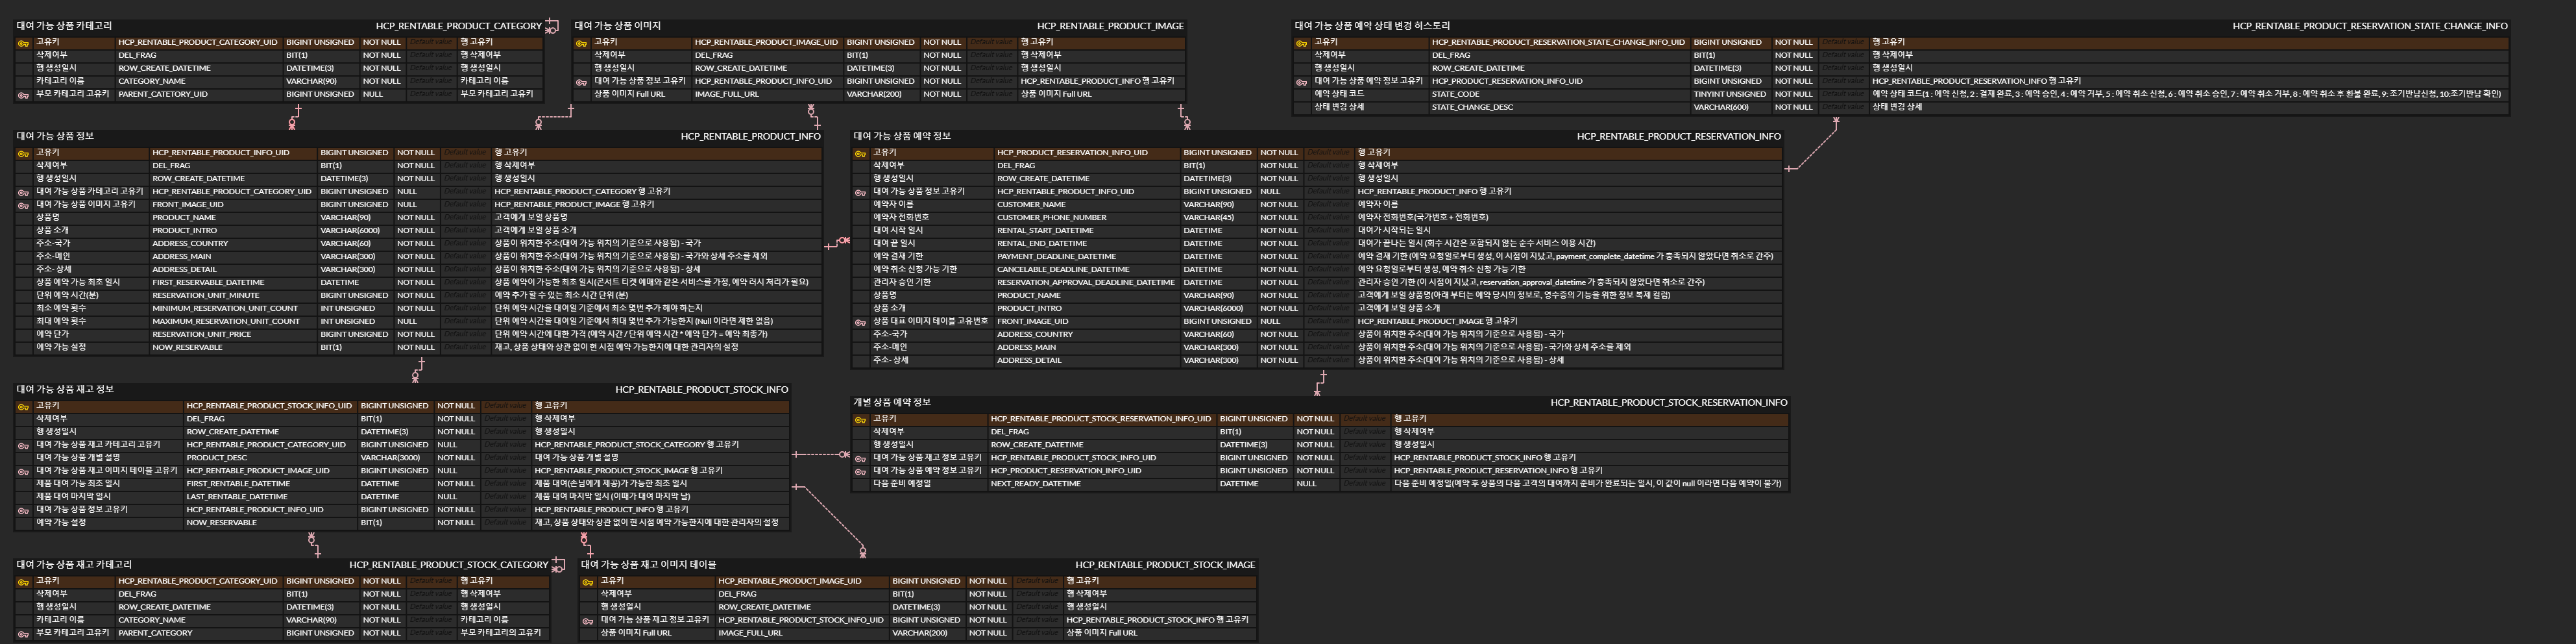 대여 가능 상품 카테고리 HCP_RENTABLE_PRODUCT_CATEGORY
고유키 HCP_RENTABLE_PRODUCT_CATEGORY_UID BIGINT UNSIGNED NOT NULL Default value 행 고유키
삭제여부 DEL_FRAG BIT(1) NOT NULL Default value 행 삭제여부
행 생성일시 ROW_CREATE_DATETIME DATETIME(3) NOT NULL Default value 행 생성일시
카테고리 이름 CATEGORY_NAME VARCHAR(90) NOT NULL Default value 카테고리 이름
부모 카테고리 고유키 PARENT_CATETORY_UID BIGINT UNSIGNED NULL Default value 부모 카테고리 고유키
대여 가능 상품 이미지 HCP_RENTABLE_PRODUCT_IMAGE
고유키 HCP_RENTABLE_PRODUCT_IMAGE_UID BIGINT UNSIGNED NOT NULL Default value 행 고유키
삭제여부 DEL_FRAG BIT(1) NOT NULL Default value 행 삭제여부
행 생성일시 ROW_CREATE_DATETIME DATETIME(3) NOT NULL Default value 행 생성일시
대여 가능 상품 정보 고유키 HCP_RENTABLE_PRODUCT_INFO_UID BIGINT UNSIGNED NOT NULL Default value HCP_RENTABLE_PRODUCT_INFO 행 고유키
상품 이미지 Full URL IMAGE_FULL_URL VARCHAR(200) NOT NULL Default value 상품 이미지 Full URL
대여 가능 상품 예약 상태 변경 히스토리 HCP_RENTABLE_PRODUCT_RESERVATION_STATE_CHANGE_INFO
고유키 HCP_RENTABLE_PRODUCT_RESERVATION_STATE_CHANGE_INFO_UID BIGINT UNSIGNED NOT NULL Default value 행 고유키
삭제여부 DEL_FRAG BIT(1) NOT NULL Default value 행 삭제여부
행 생성일시 ROW_CREATE_DATETIME DATETIME(3) NOT NULL Default value 행 생성일시
대여 가능 상품 예약 정보 고유키 HCP_PRODUCT_RESERVATION_INFO_UID BIGINT UNSIGNED NOT NULL Default value HCP_RENTABLE_PRODUCT_RESERVATION_INFO 행 고유키
예약 상태 코드 STATE_CODE TINYINT UNSIGNED NOT NULL Default value 예약 상태 코드(1 : 예약 신청, 2 : 결재 완료, 3 : 예약 승인, 4 : 예약 거부, 5 : 예약 취소 신청, 6 : 예약 취소 승인, 7 : 예약 취소 거부, 8 : 예약 취소 후 환불 완료, 9: 조기반납신청, 10:조기반납 확인)
상태 변경 상세 STATE_CHANGE_DESC VARCHAR(600) NOT NULL Default value 상태 변경 상세
대여 가능 상품 정보 HCP_RENTABLE_PRODUCT_INFO
고유키 HCP_RENTABLE_PRODUCT_INFO_UID BIGINT UNSIGNED NOT NULL Default value 행 고유키
삭제여부 DEL_FRAG BIT(1) NOT NULL Default value 행 삭제여부
행 생성일시 ROW_CREATE_DATETIME DATETIME(3) NOT NULL Default value 행 생성일시
대여 가능 상품 카테고리 고유키 HCP_RENTABLE_PRODUCT_CATEGORY_UID BIGINT UNSIGNED NULL Default value HCP_RENTABLE_PRODUCT_CATEGORY 행 고유키
대여 가능 상품 이미지 고유키 FRONT_IMAGE_UID BIGINT UNSIGNED NULL Default value HCP_RENTABLE_PRODUCT_IMAGE 행 고유키
상품명 PRODUCT_NAME VARCHAR(90) NOT NULL Default value 고객에게 보일 상품명
상품 소개 PRODUCT_INTRO VARCHAR(6000) NOT NULL Default value 고객에게 보일 상품 소개
주소-국가 ADDRESS_COUNTRY VARCHAR(60) NOT NULL Default value 상품이 위치한 주소(대여 가능 위치의 기준으로 사용됨) - 국가
주소-메인 ADDRESS_MAIN VARCHAR(300) NOT NULL Default value 상품이 위치한 주소(대여 가능 위치의 기준으로 사용됨) - 국가와 상세 주소를 제외
주소- 상세 ADDRESS_DETAIL VARCHAR(300) NOT NULL Default value 상품이 위치한 주소(대여 가능 위치의 기준으로 사용됨) - 상세
상품 예약 가능 최초 일시 FIRST_RESERVABLE_DATETIME DATETIME NOT NULL Default value 상품 예약이 가능한 최초 일시(콘서트 티켓 예매와 같은 서비스를 가정, 예약 러시 처리가 필요)
단위 예약 시간(분) RESERVATION_UNIT_MINUTE BIGINT UNSIGNED NOT NULL Default value 예약 추가 할 수 있는 최소 시간 단위 (분)
최소 예약 횟수 MINIMUM_RESERVATION_UNIT_COUNT INT UNSIGNED NOT NULL Default value 단위 예약 시간을 대여일 기준에서 최소 몇번 추가 해야 하는지
최대 예약 횟수 MAXIMUM_RESERVATION_UNIT_COUNT INT UNSIGNED NULL Default value 단위 예약 시간을 대여일 기준에서 최대 몇번 추가 가능한지 (Null 이라면 제한 없음)
예약 단가 RESERVATION_UNIT_PRICE BIGINT UNSIGNED NOT NULL Default value 단위 예약 시간에 대한 가격 (예약 시간 / 단위 예약 시간 * 예약 단가 = 예약 최종가)
예약 가능 설정 NOW_RESERVABLE BIT(1) NOT NULL Default value 재고, 상품 상태와 상관 없이 현 시점 예약 가능한지에 대한 관리자의 설정
대여 가능 상품 예약 정보 HCP_RENTABLE_PRODUCT_RESERVATION_INFO
고유키 HCP_PRODUCT_RESERVATION_INFO_UID BIGINT UNSIGNED NOT NULL Default value 행 고유키
삭제여부 DEL_FRAG BIT(1) NOT NULL Default value 행 삭제여부
행 생성일시 ROW_CREATE_DATETIME DATETIME(3) NOT NULL Default value 행 생성일시
대여 가능 상품 정보 고유키 HCP_RENTABLE_PRODUCT_INFO_UID BIGINT UNSIGNED NULL Default value HCP_RENTABLE_PRODUCT_INFO 행 고유키
예약자 이름 CUSTOMER_NAME VARCHAR(90) NOT NULL Default value 예약자 이름
예약자 전화번호 CUSTOMER_PHONE_NUMBER VARCHAR(45) NOT NULL Default value 예약자 전화번호(국가번호 + 전화번호)
대여 시작 일시 RENTAL_START_DATETIME DATETIME NOT NULL Default value 대여가 시작되는 일시
대여 끝 일시 RENTAL_END_DATETIME DATETIME NOT NULL Default value 대여가 끝나는 일시 (회수 시간은 포함되지 않는 순수 서비스 이용 시간)
예약 결재 기한 PAYMENT_DEADLINE_DATETIME DATETIME NOT NULL Default value 예약 결재 기한 (예약 요청일로부터 생성, 이 시점이 지났고, payment_complete_datetime 가 충족되지 않았다면 취소로 간주)
예약 취소 신청 가능 기한 CANCELABLE_DEADLINE_DATETIME DATETIME NOT NULL Default value 예약 요청일로부터 생성, 예약 취소 신청 가능 기한
관리자 승인 기한 RESERVATION_APPROVAL_DEADLINE_DATETIME DATETIME NOT NULL Default value 관리자 승인 기한 (이 시점이 지났고, reservation_approval_datetime 가 충족되지 않았다면 취소로 간주)
상품명 PRODUCT_NAME VARCHAR(90) NOT NULL Default value 고객에게 보일 상품명(아래 부터는 예약 당시의 정보로, 영수증의 기능을 위한 정보 복제 컬럼)
상품 소개 PRODUCT_INTRO VARCHAR(6000) NOT NULL Default value 고객에게 보일 상품 소개
상품 대표 이미지 테이블 고유번호 FRONT_IMAGE_UID BIGINT UNSIGNED NULL Default value HCP_RENTABLE_PRODUCT_IMAGE 행 고유키
주소-국가 ADDRESS_COUNTRY VARCHAR(60) NOT NULL Default value 상품이 위치한 주소(대여 가능 위치의 기준으로 사용됨) - 국가
주소-메인 ADDRESS_MAIN VARCHAR(300) NOT NULL Default value 상품이 위치한 주소(대여 가능 위치의 기준으로 사용됨) - 국가와 상세 주소를 제외
주소- 상세 ADDRESS_DETAIL VARCHAR(300) NOT NULL Default value 상품이 위치한 주소(대여 가능 위치의 기준으로 사용됨) - 상세
대여 가능 상품 재고 정보 HCP_RENTABLE_PRODUCT_STOCK_INFO
고유키 HCP_RENTABLE_PRODUCT_STOCK_INFO_UID BIGINT UNSIGNED NOT NULL Default value 행 고유키
삭제여부 DEL_FRAG BIT(1) NOT NULL Default value 행 삭제여부
행 생성일시 ROW_CREATE_DATETIME DATETIME(3) NOT NULL Default value 행 생성일시
대여 가능 상품 재고 카테고리 고유키 HCP_RENTABLE_PRODUCT_CATEGORY_UID BIGINT UNSIGNED NULL Default value HCP_RENTABLE_PRODUCT_STOCK_CATEGORY 행 고유키
대여 가능 상품 개별 설명 PRODUCT_DESC VARCHAR(3000) NOT NULL Default value 대여 가능 상품 개별 설명
대여 가능 상품 재고 이미지 테이블 고유키 HCP_RENTABLE_PRODUCT_IMAGE_UID BIGINT UNSIGNED NULL Default value HCP_RENTABLE_PRODUCT_STOCK_IMAGE 행 고유키
제품 대여 가능 최초 일시 FIRST_RENTABLE_DATETIME DATETIME NOT NULL Default value 제품 대여(손님에게 제공)가 가능한 최초 일시
제품 대여 마지막 일시 LAST_RENTABLE_DATETIME DATETIME NULL Default value 제품 대여 마지막 일시 (이때가 대여 마지막 날)
대여 가능 상품 정보 고유키 HCP_RENTABLE_PRODUCT_INFO_UID BIGINT UNSIGNED NOT NULL Default value HCP_RENTABLE_PRODUCT_INFO 행 고유키
예약 가능 설정 NOW_RESERVABLE BIT(1) NOT NULL Default value 재고, 상품 상태와 상관 없이 현 시점 예약 가능한지에 대한 관리자의 설정
개별 상품 예약 정보 HCP_RENTABLE_PRODUCT_STOCK_RESERVATION_INFO
고유키 HCP_RENTABLE_PRODUCT_STOCK_RESERVATION_INFO_UID BIGINT UNSIGNED NOT NULL Default value 행 고유키
삭제여부 DEL_FRAG BIT(1) NOT NULL Default value 행 삭제여부
행 생성일시 ROW_CREATE_DATETIME DATETIME(3) NOT NULL Default value 행 생성일시
대여 가능 상품 재고 정보 고유키 HCP_RENTABLE_PRODUCT_STOCK_INFO_UID BIGINT UNSIGNED NOT NULL Default value HCP_RENTABLE_PRODUCT_STOCK_INFO 행 고유키
대여 가능 상품 예약 정보 고유키 HCP_PRODUCT_RESERVATION_INFO_UID BIGINT UNSIGNED NOT NULL Default value HCP_RENTABLE_PRODUCT_RESERVATION_INFO 행 고유키
다음 준비 예정일 NEXT_READY_DATETIME DATETIME NULL Default value 다음 준비 예정일(예약 후 상품의 다음 고객의 대여까지 준비가 완료되는 일시, 이 값이 null 이라면 다음 예약이 불가)
대여 가능 상품 재고 카테고리 HCP_RENTABLE_PRODUCT_STOCK_CATEGORY
고유키 HCP_RENTABLE_PRODUCT_CATEGORY_UID BIGINT UNSIGNED NOT NULL Default value 행 고유키
삭제여부 DEL_FRAG BIT(1) NOT NULL Default value 행 삭제여부
행 생성일시 ROW_CREATE_DATETIME DATETIME(3) NOT NULL Default value 행 생성일시
카테고리 이름 CATEGORY_NAME VARCHAR(90) NOT NULL Default value 카테고리 이름
부모 카테고리 고유키 PARENT_CATEGORY BIGINT UNSIGNED NOT NULL Default value 부모 카테고리의 고유키
대여 가능 상품 재고 이미지 테이블 HCP_RENTABLE_PRODUCT_STOCK_IMAGE
고유키 HCP_RENTABLE_PRODUCT_IMAGE_UID BIGINT UNSIGNED NOT NULL Default value 행 고유키
삭제여부 DEL_FRAG BIT(1) NOT NULL Default value 행 삭제여부
행 생성일시 ROW_CREATE_DATETIME DATETIME(3) NOT NULL Default value 행 생성일시
대여 가능 상품 재고 정보 고유키 HCP_RENTABLE_PRODUCT_STOCK_INFO_UID BIGINT UNSIGNED NOT NULL Default value HCP_RENTABLE_PRODUCT_STOCK_INFO 행 고유키
상품 이미지 Full URL IMAGE_FULL_URL VARCHAR(200) NOT NULL Default value 상품 이미지 Full URL